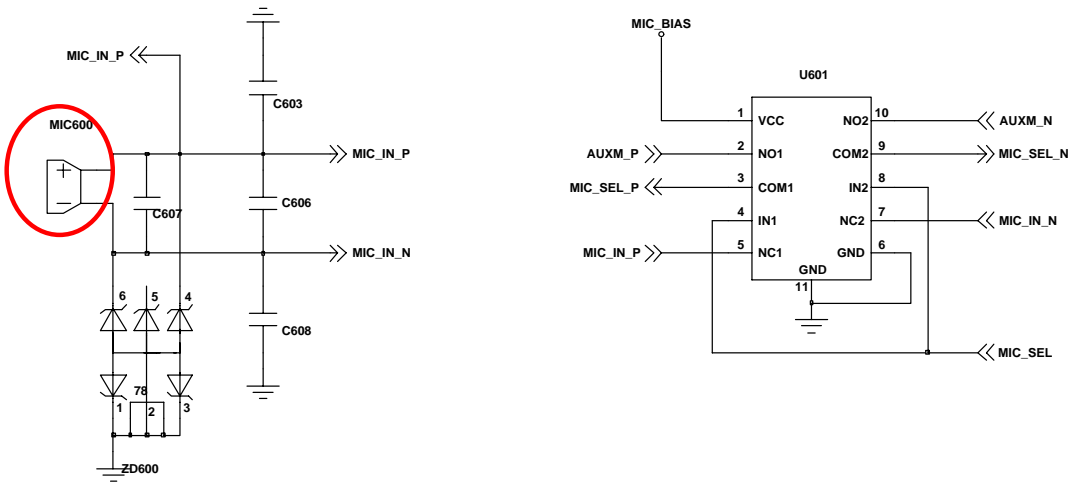 MIC_IN_P
C603
MIC600
MIC_IN_P
+
−
C607
C606
MIC_IN_N
6
5
4
C608
78
1
2
3
ZD600
MIC_BIAS
U601
1 VCC NO2 10 AUXM_N
AUXM_P 2 NO1 COM2 9 MIC_SEL_N
MIC_SEL_P 3 COM1 IN2 8
4 IN1 NC2 7 MIC_IN_N
MIC_IN_P 5 NC1 GND 6
GND
11
MIC_SEL